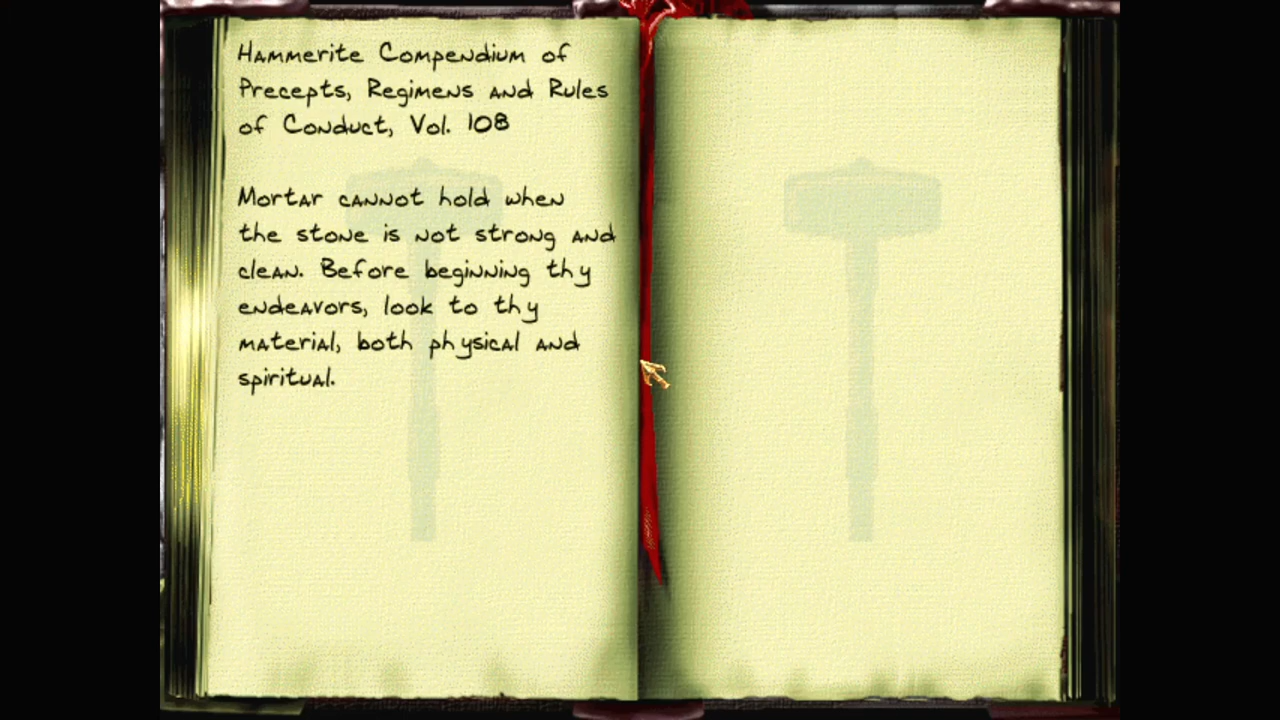 Hammerite Compendium of
Precepts, Regimens and Rules
of Conduct, Vol. 108
Mortar cannot hold when
the stone is not strong and
clean. Before beginning thy
endeavors, look to thy
material, both physical and
spiritual.